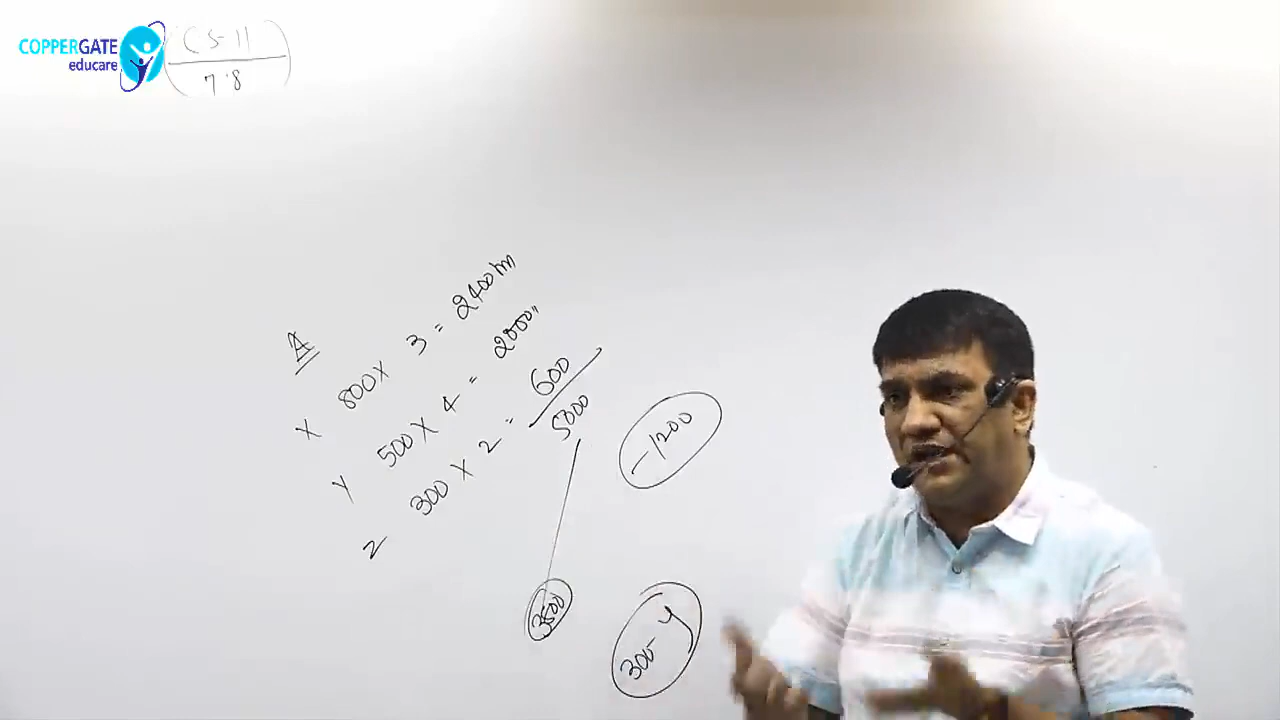 COPPERGATE
educare
(5-11)
7.8
A
X 800 X 3 = 2400 hrs
Y 500 X 4 = 2000 "
Z 300 X 2 = 600
5000
-1200
3500
300-Y